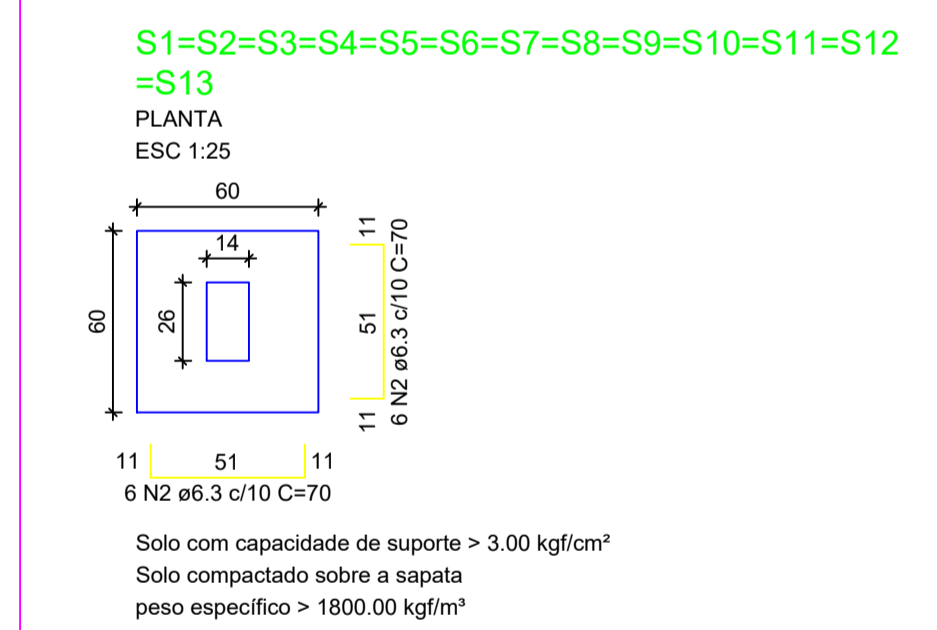 S1=S2=S3=S4=S5=S6=S7=S8=S9=S10=S11=S12
=S13
PLANTA
ESC 1:25
60
14
60
26
11
51
11
6 N2 ø6.3 c/10 C=70
11
51
11
6 N2 ø6.3 c/10 C=70
Solo com capacidade de suporte > 3.00 kgf/cm²
Solo compactado sobre a sapata
peso específico > 1800.00 kgf/m³